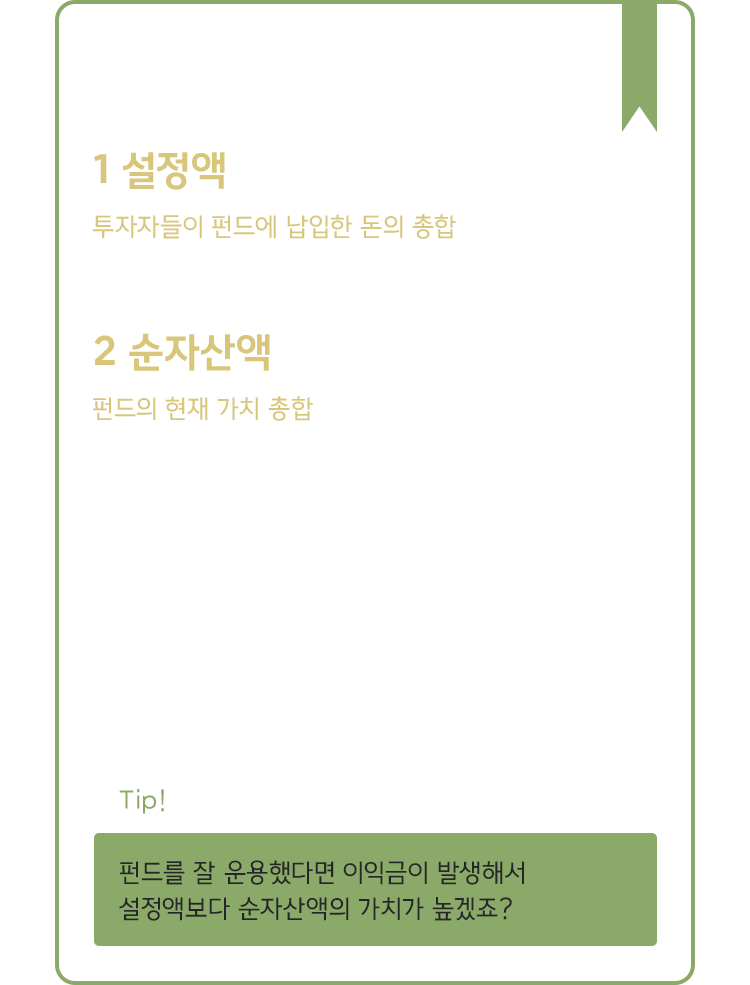 1 설정액
투자자들이 펀드에 납입한 돈의 총합
2 순자산액
펀드의 현재 가치 총합
Tip!
펀드를 잘 운용했다면 이익금이 발생해서
설정액보다 순자산액의 가치가 높겠죠?